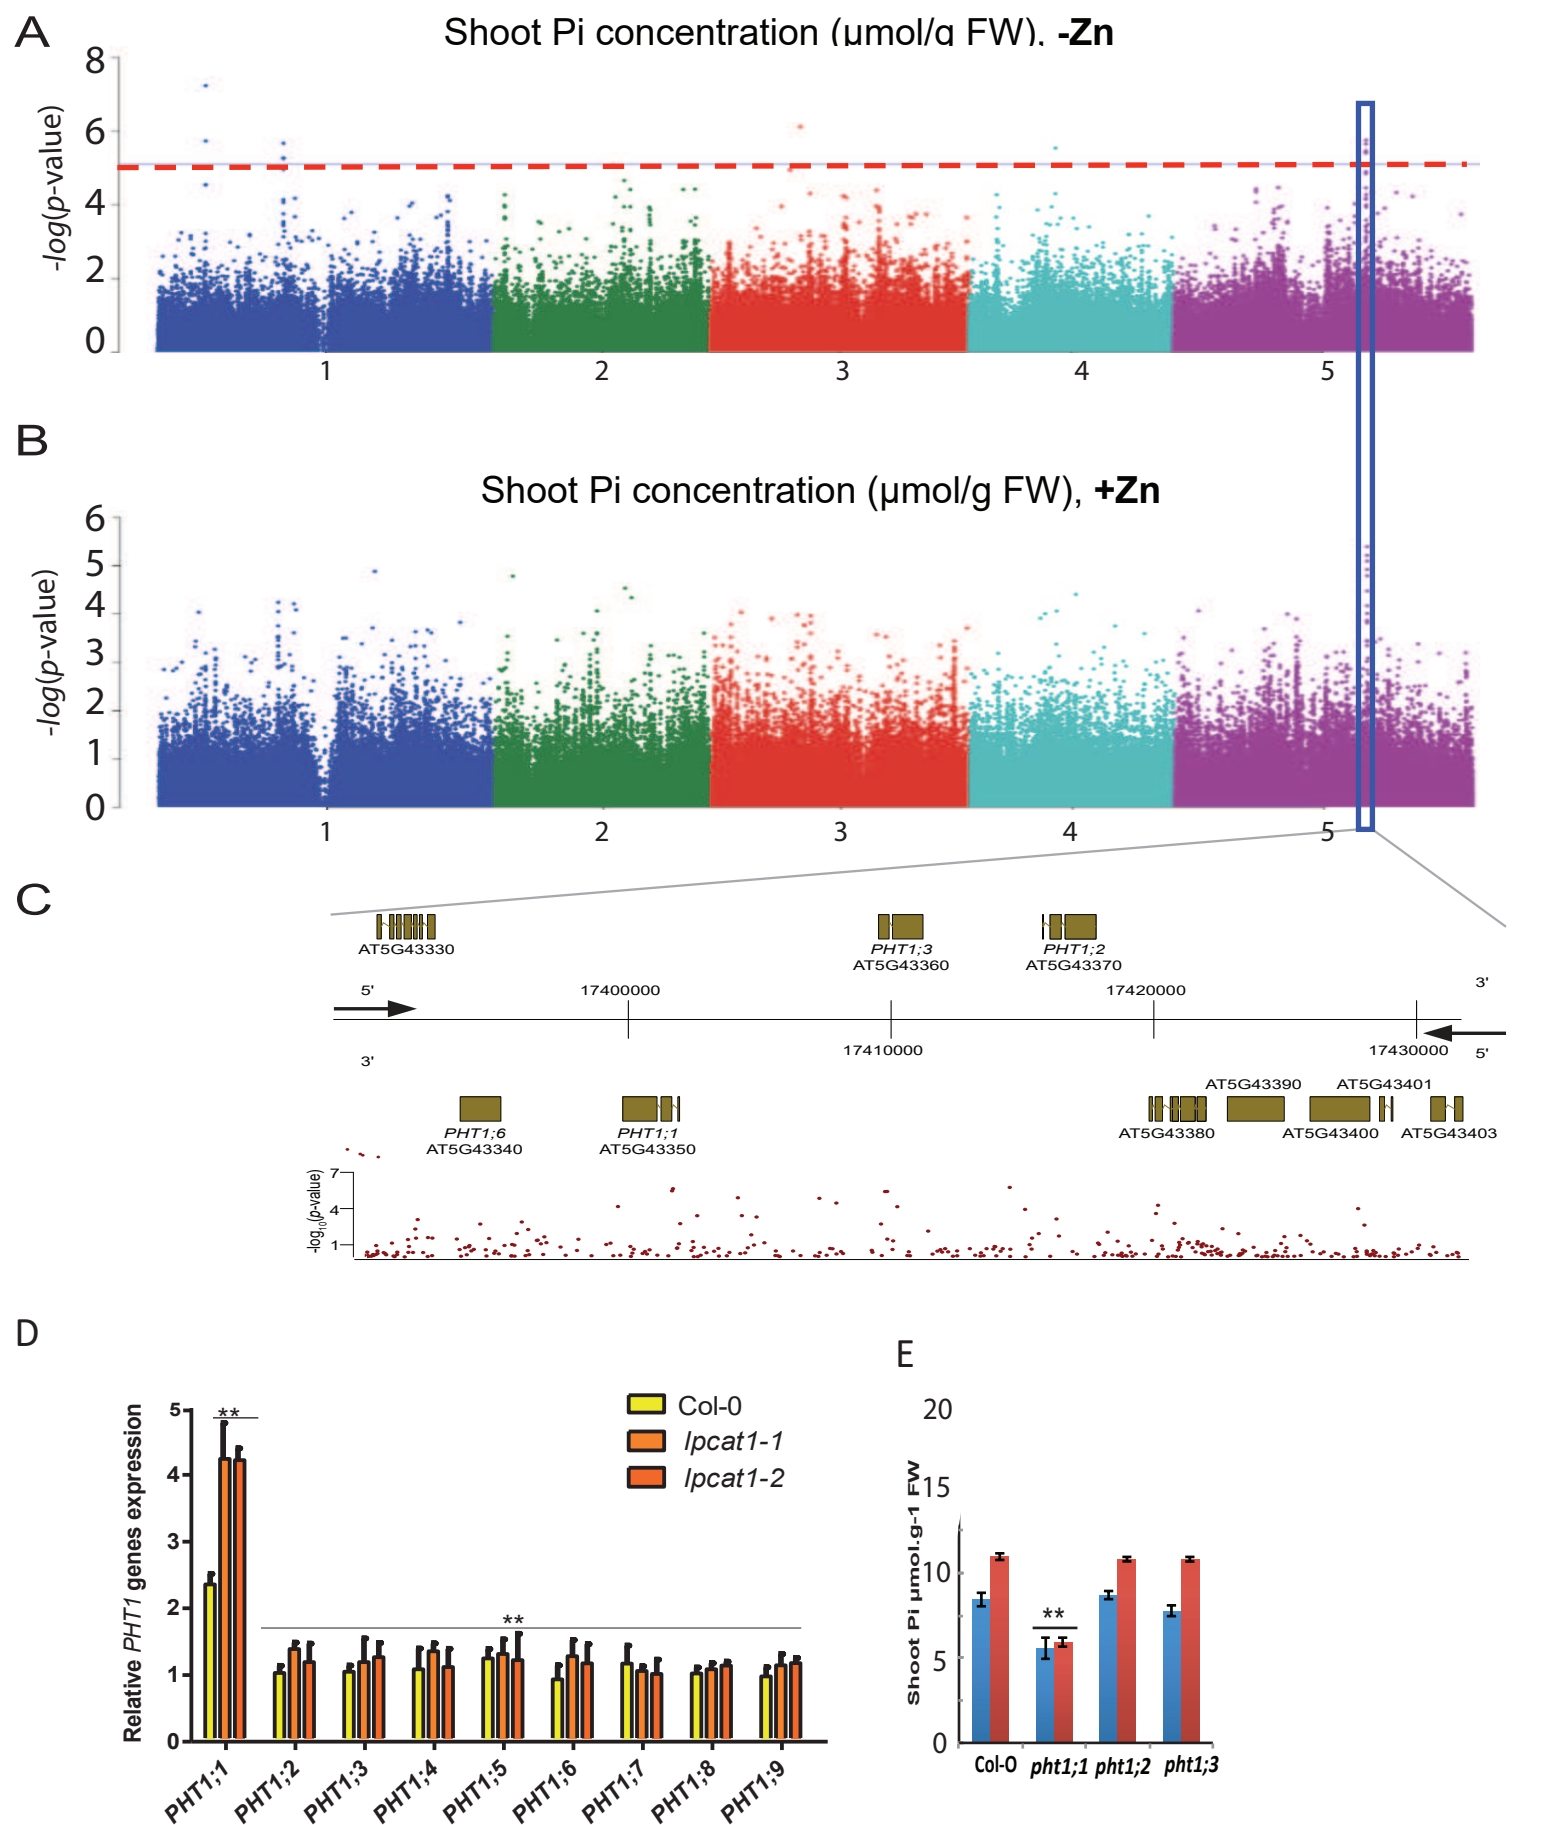 A
Shoot Pi concentration (µmol/g FW), -Zn
-log(p-value)
8
6
4
2
0
1 2 3 4 5
B
Shoot Pi concentration (µmol/g FW), +Zn
-log(p-value)
6
5
4
3
2
1
0
1 2 3 4 5
C
AT5G43330
PHT1;3
AT5G43360
PHT1;2
AT5G43370
5'
17400000
17420000
3'
3'
17410000
17430000
5'
AT5G43390
AT5G43401
PHT1;6
AT5G43340
PHT1;1
AT5G43350
AT5G43380
AT5G43400
AT5G43403
-log10(p-value)
7
4
1
D
Relative PHT1 genes expression
5
4
3
2
1
0
**
**
Col-0
lpcat1-1
lpcat1-2
PHT1;1
PHT1;2
PHT1;3
PHT1;4
PHT1;5
PHT1;6
PHT1;7
PHT1;8
PHT1;9
E
Shoot Pi µmol.g-1 FW
20
15
10
5
0
**
Col-O pht1;1 pht1;2 pht1;3